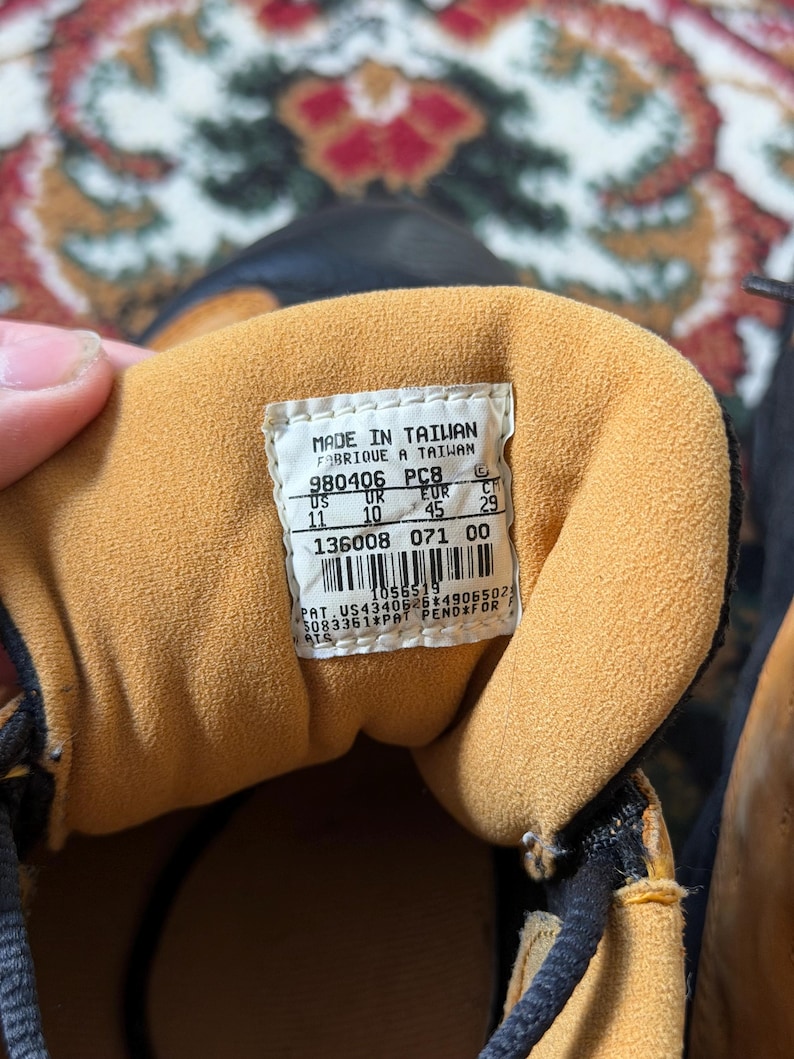 MADE IN TAIWAN
FABRIQUE A TAIWAN
980406 PC8 ©
US UK EUR CM
11 10 45 29
136008 071 00
1056519
PAT.US4340626*4906502*
5083361*PAT PEND*FOR
ATS